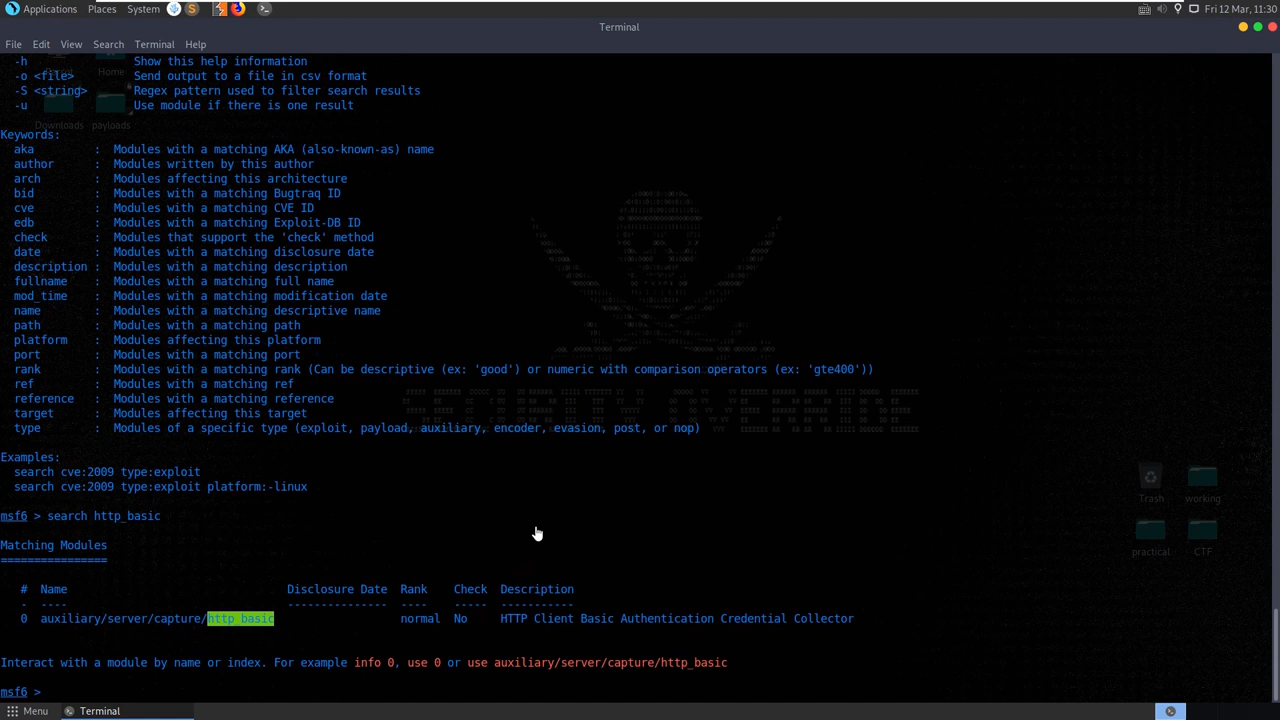 Applications Places System Fri 12 Mar, 11:30
Terminal
File Edit View Search Terminal Help
-h Show this help information
-o <file> Send output to a file in csv format
-S <string> Regex pattern used to filter search results
-u Use module if there is one result
Home
Downloads payloads
Keywords:
aka : Modules with a matching AKA (also-known-as) name
author : Modules written by this author
arch : Modules affecting this architecture
bid : Modules with a matching Bugtraq ID
cve : Modules with a matching CVE ID
edb : Modules with a matching Exploit-DB ID
check : Modules that support the 'check' method
date : Modules with a matching disclosure date
description : Modules with a matching description
fullname : Modules with a matching full name
mod_time : Modules with a matching modification date
name : Modules with a matching descriptive name
path : Modules with a matching path
platform : Modules affecting this platform
port : Modules with a matching port
rank : Modules with a matching rank (Can be descriptive (ex: 'good') or numeric with comparison operators (ex: 'gte400'))
ref : Modules with a matching ref
reference : Modules with a matching reference
target : Modules affecting this target
type : Modules of a specific type (exploit, payload, auxiliary, encoder, evasion, post, or nop)
Examples:
search cve:2009 type:exploit
search cve:2009 type:exploit platform:-linux
Trash working
practical CTF
msf6 > search http_basic
Matching Modules
================
# Name Disclosure Date Rank Check Description
- ---- --------------- ---- ----- -----------
0 auxiliary/server/capture/http_basic normal No HTTP Client Basic Authentication Credential Collector
Interact with a module by name or index. For example info 0, use 0 or use auxiliary/server/capture/http_basic
msf6 >
Menu Terminal